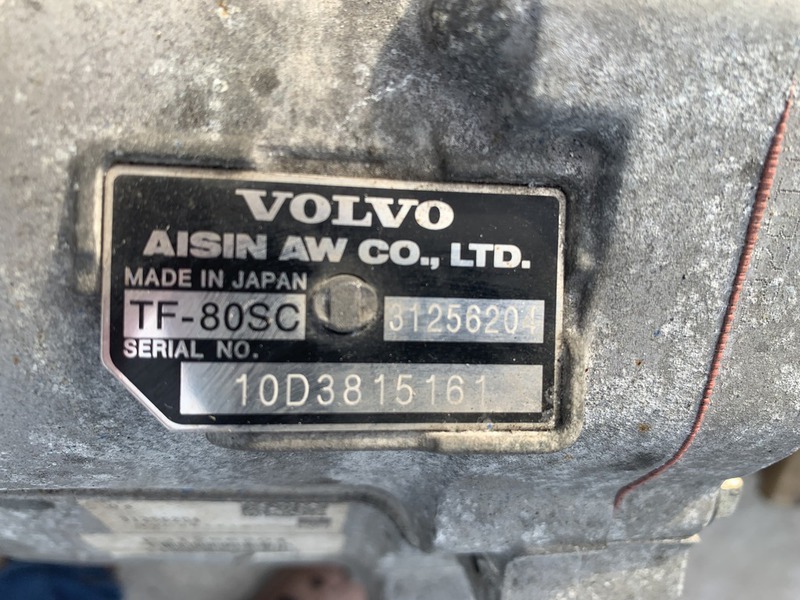 VOLVO
AISIN AW CO., LTD.
MADE IN JAPAN
TF-80SC 31256204
SERIAL NO.
10D3815161